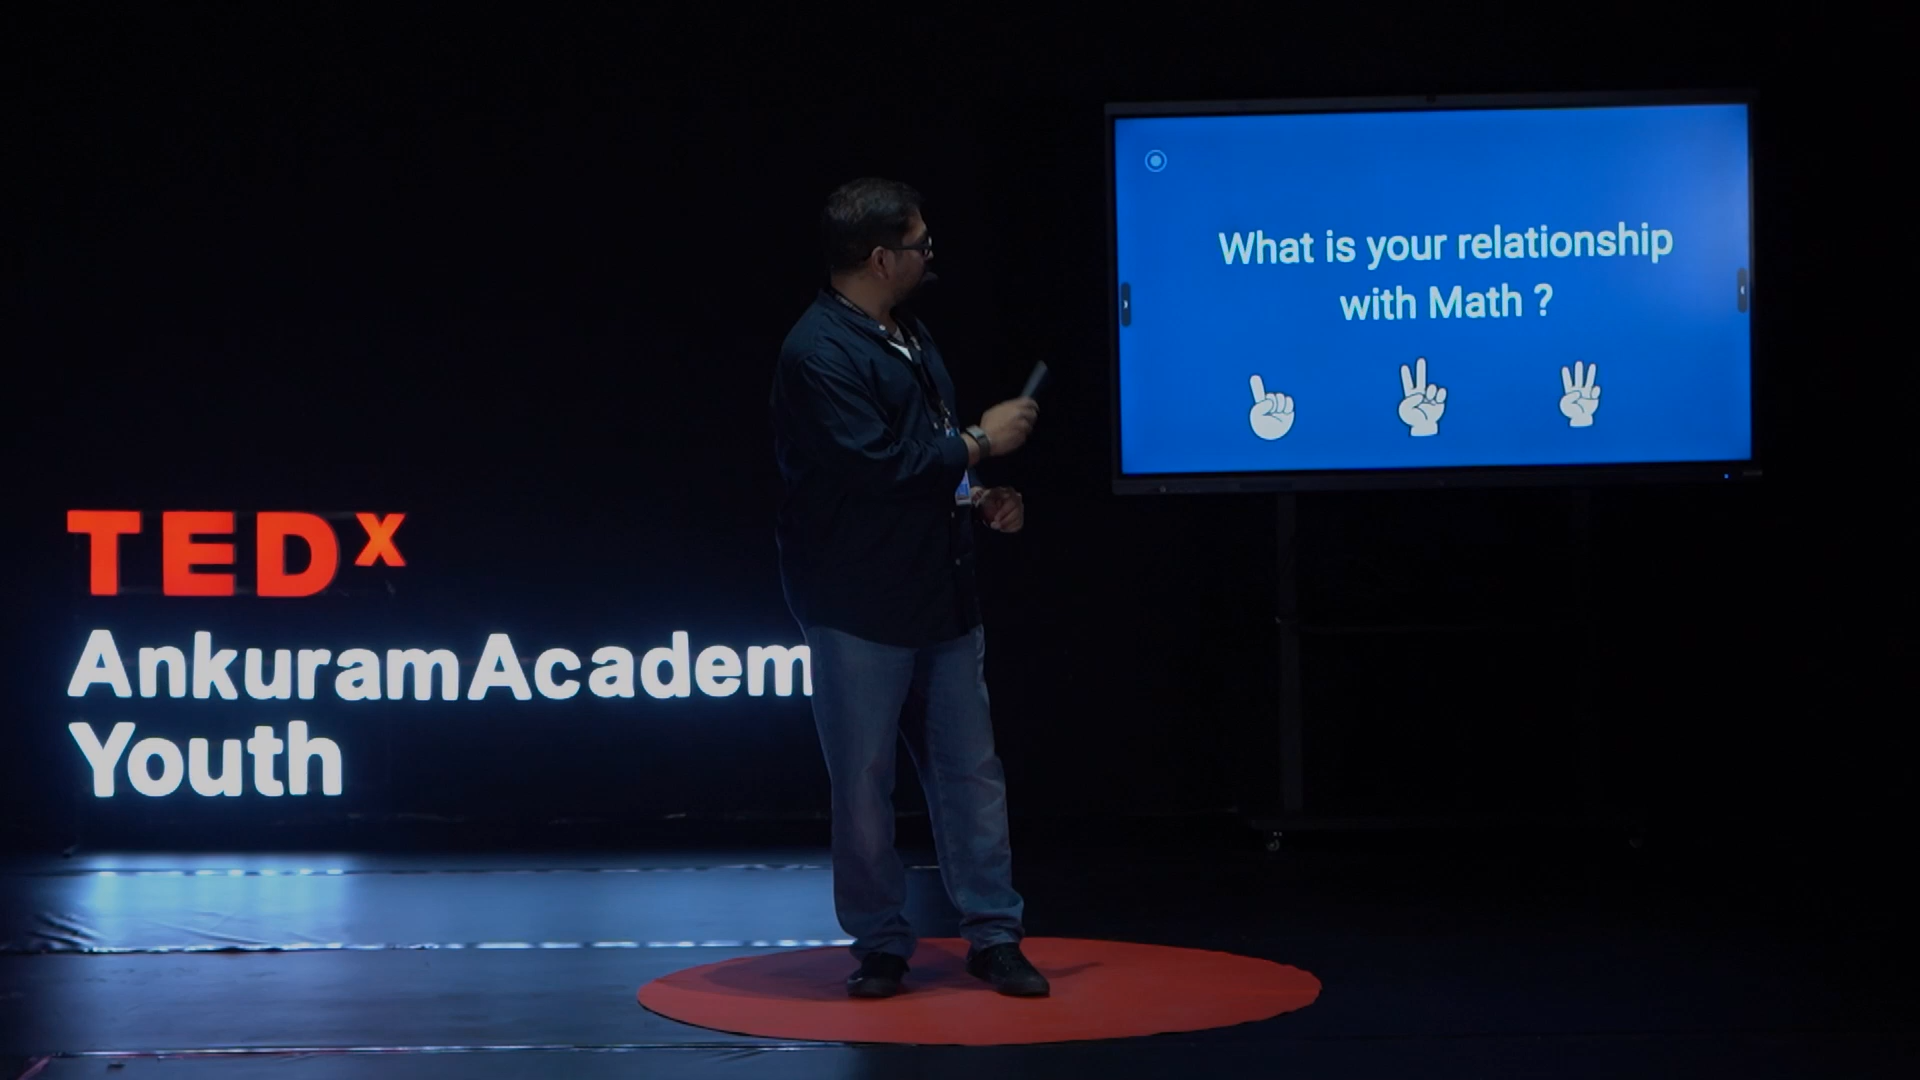 TEDx
AnkuramAcadem
Youth
What is your relationship
with Math ?